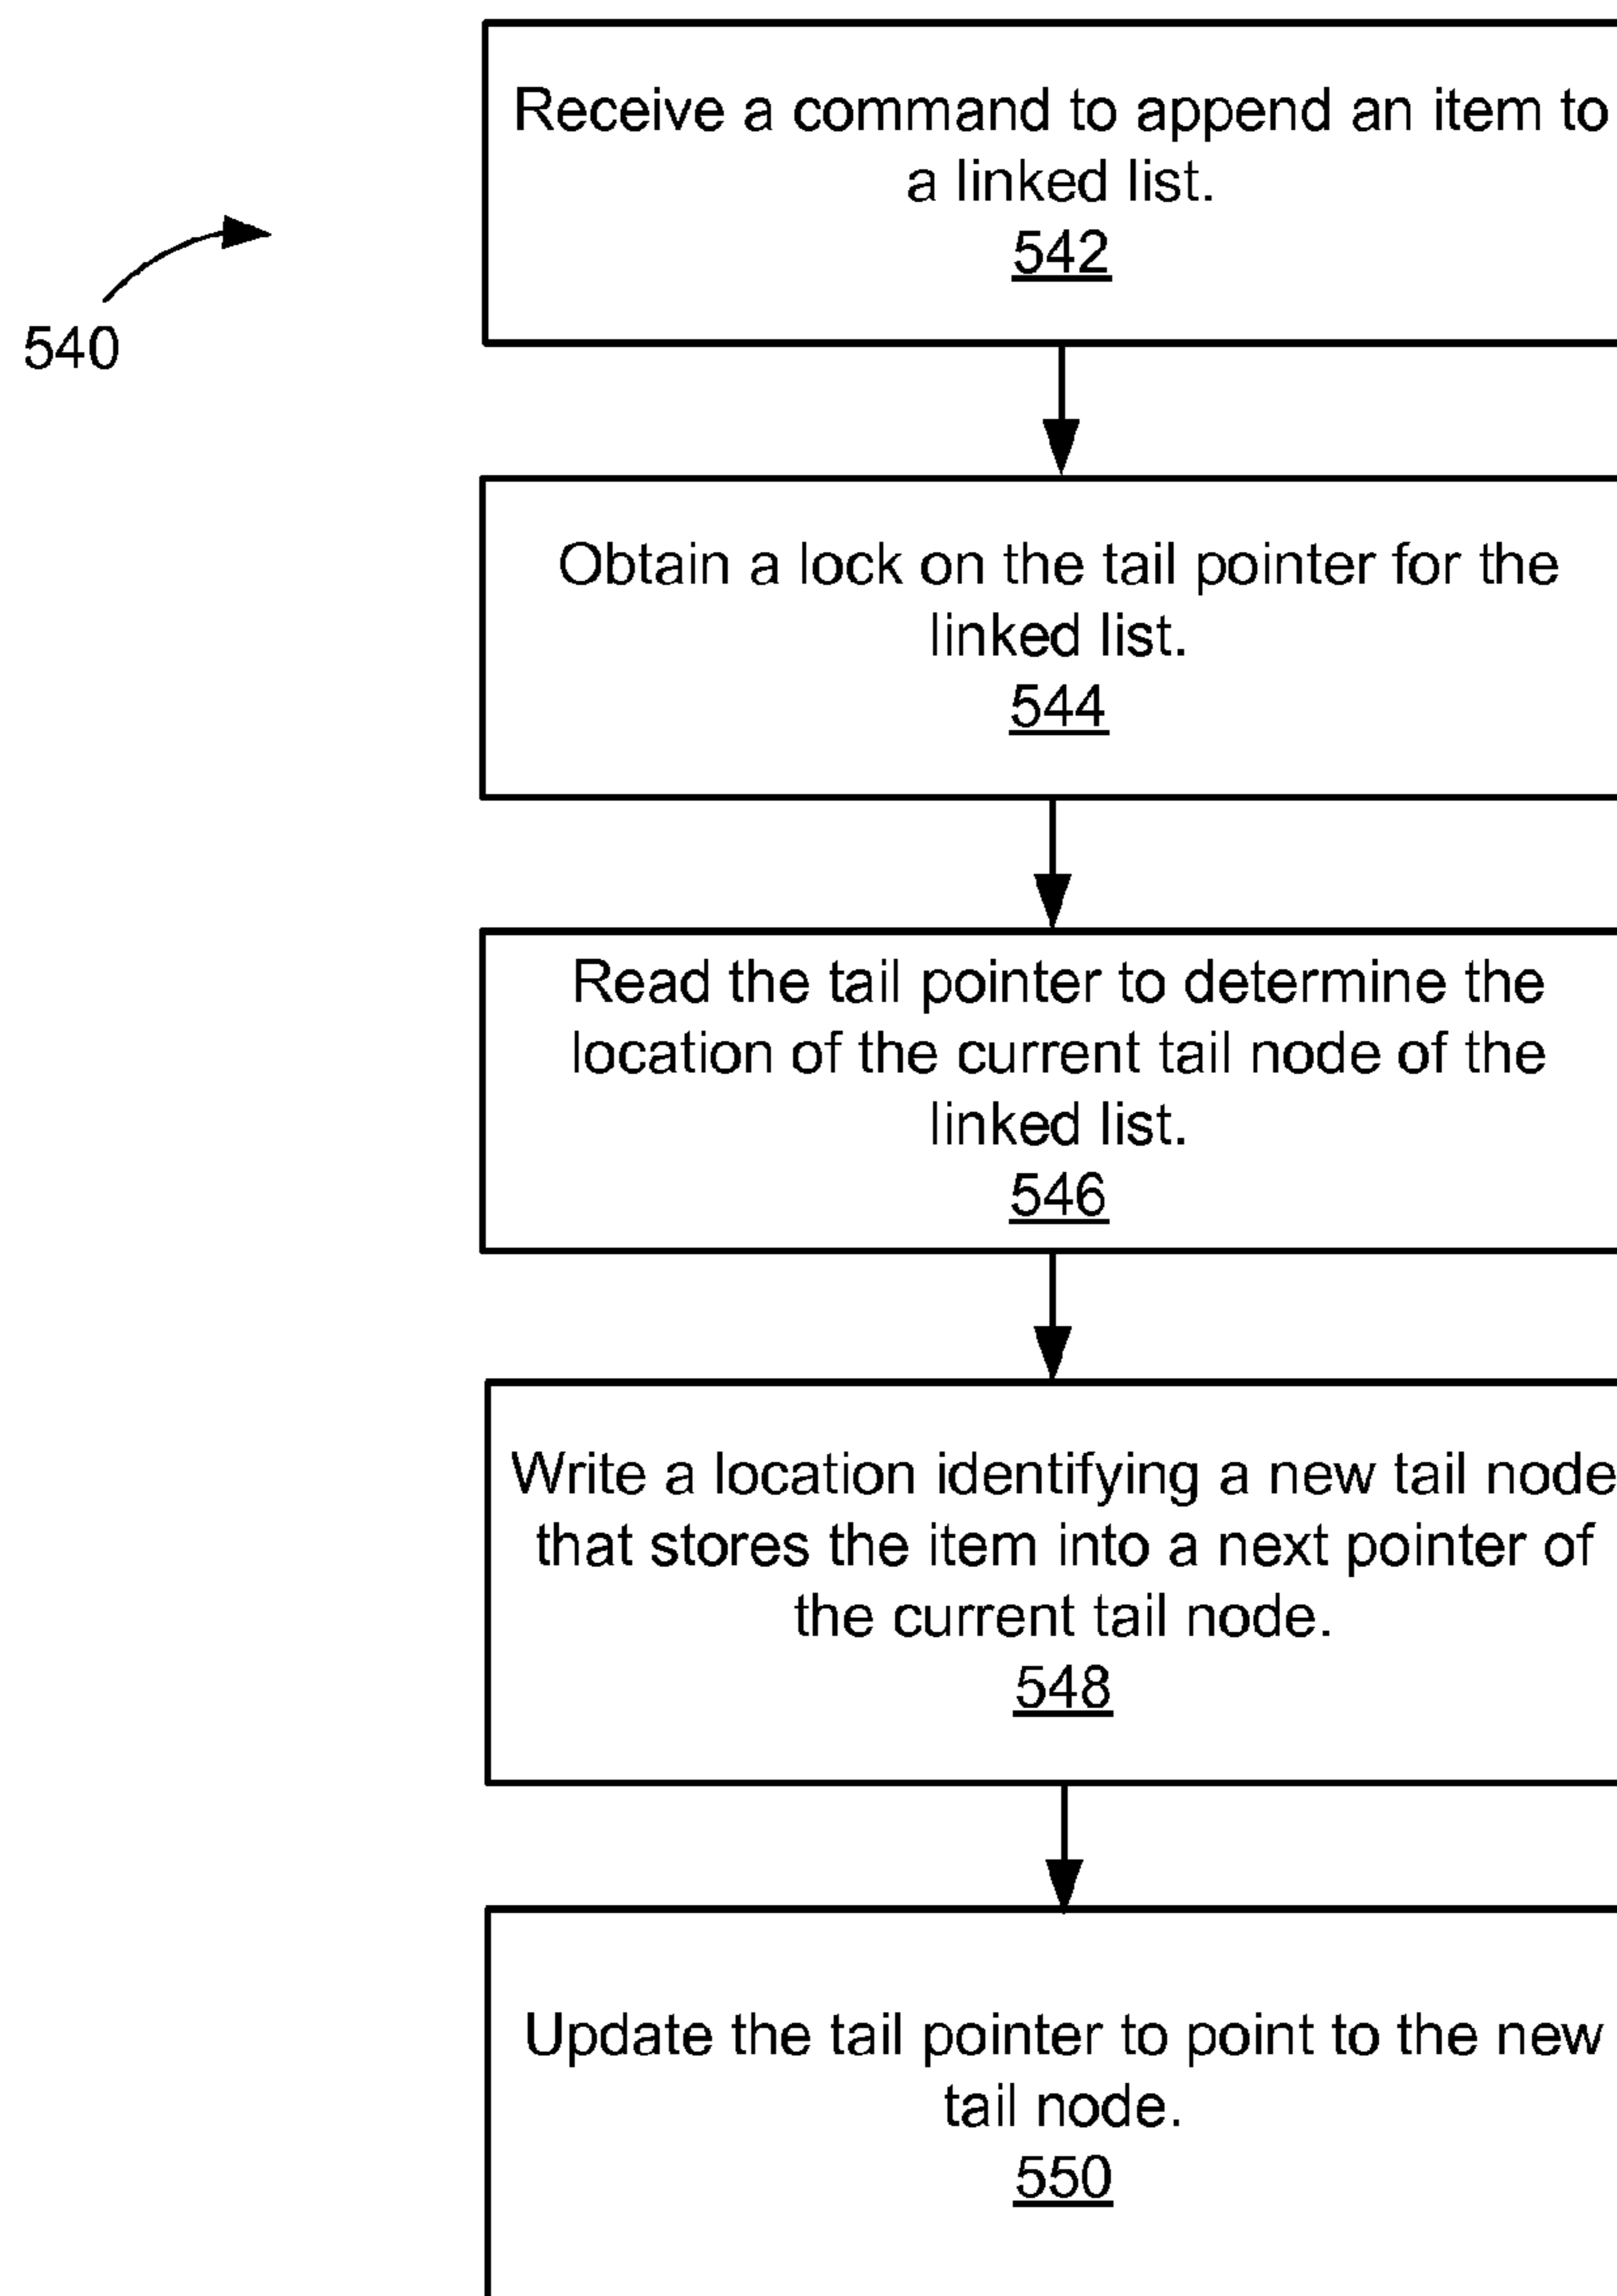 Receive a command to append an item to
a linked list.
542
540
Obtain a lock on the tail pointer for the
linked list.
544
Read the tail pointer to determine the
location of the current tail node of the
linked list.
546
Write a location identifying a new tail node
that stores the item into a next pointer of
the current tail node.
548
Update the tail pointer to point to the new
tail node.
550